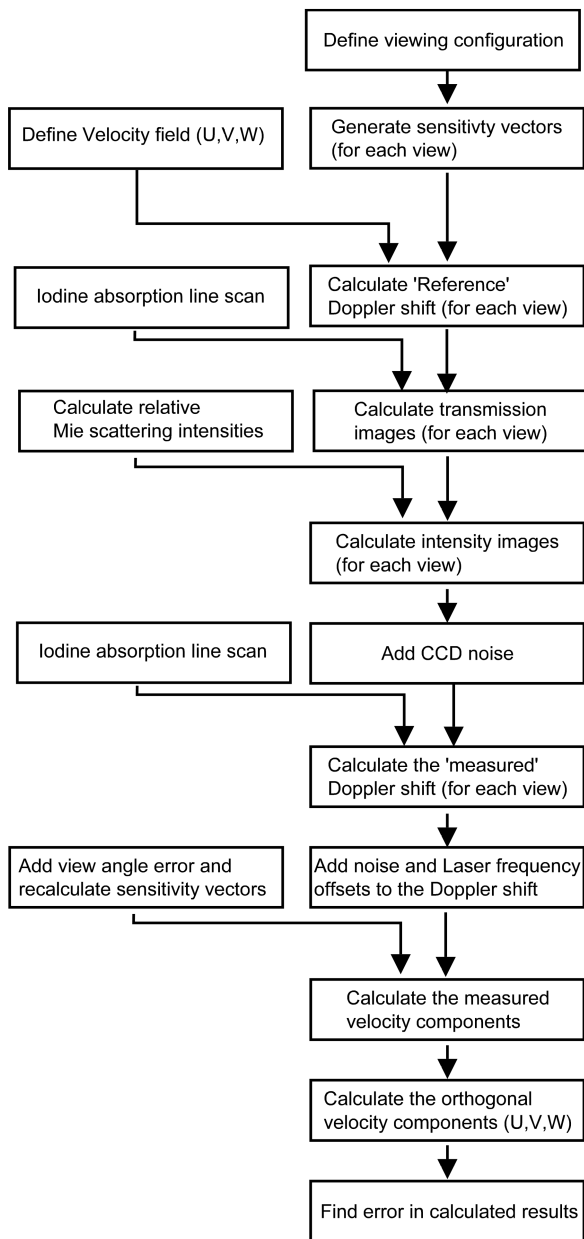 Define viewing configuration
Define Velocity field (U,V,W)
Generate sensitivty vectors
(for each view)
Iodine absorption line scan
Calculate 'Reference'
Doppler shift (for each view)
Calculate relative
Mie scattering intensities
Calculate transmission
images (for each view)
Calculate intensity images
(for each view)
Iodine absorption line scan
Add CCD noise
Calculate the 'measured'
Doppler shift (for each view)
Add view angle error and
recalculate sensitivity vectors
Add noise and Laser frequency
offsets to the Doppler shift
Calculate the measured
velocity components
Calculate the orthogonal
velocity components (U,V,W)
Find error in calculated results